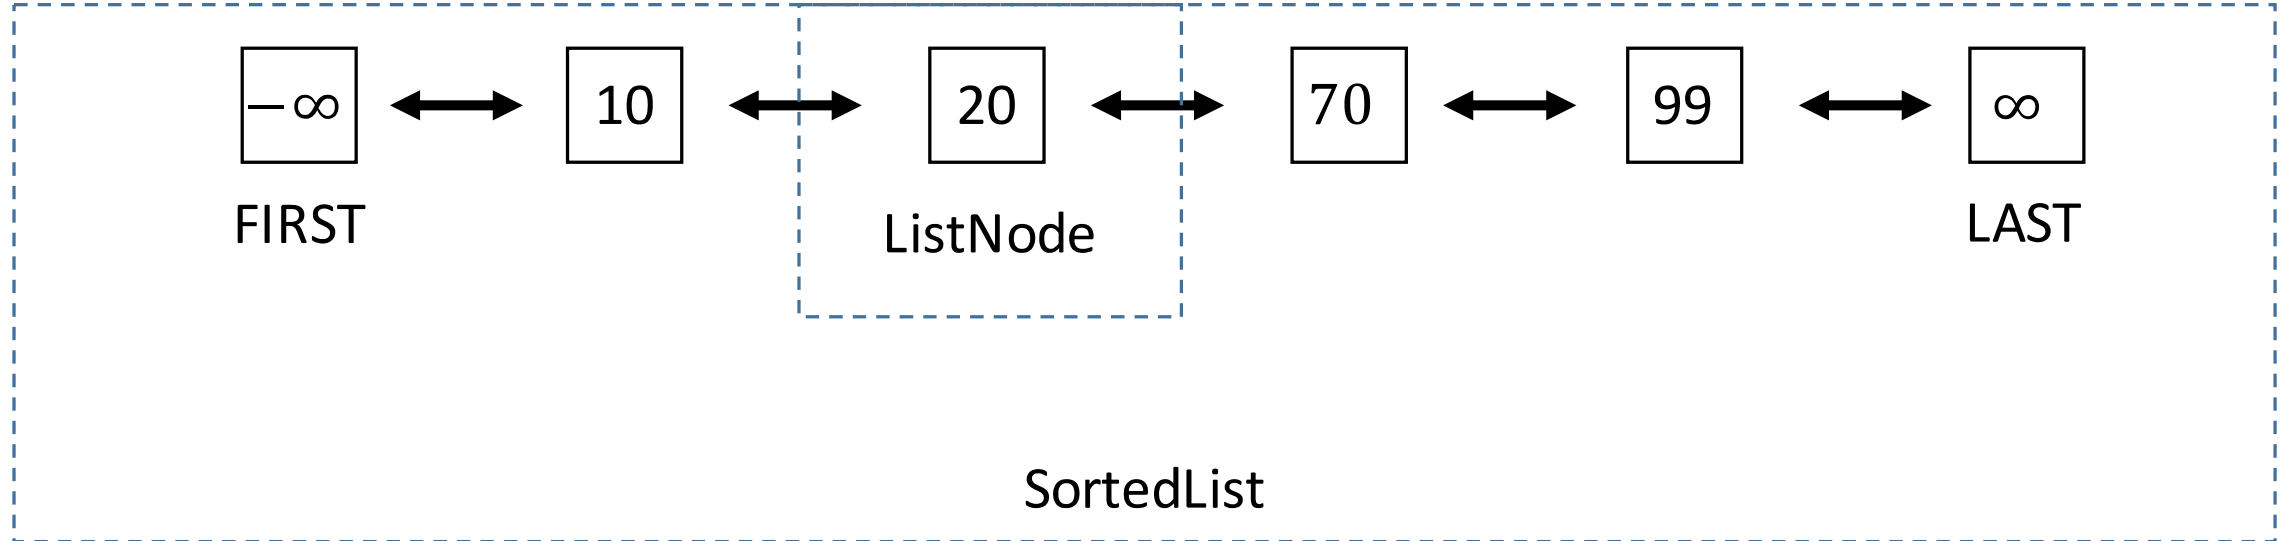 −∞ 10 20 70 99 ∞
FIRST ListNode LAST
SortedList